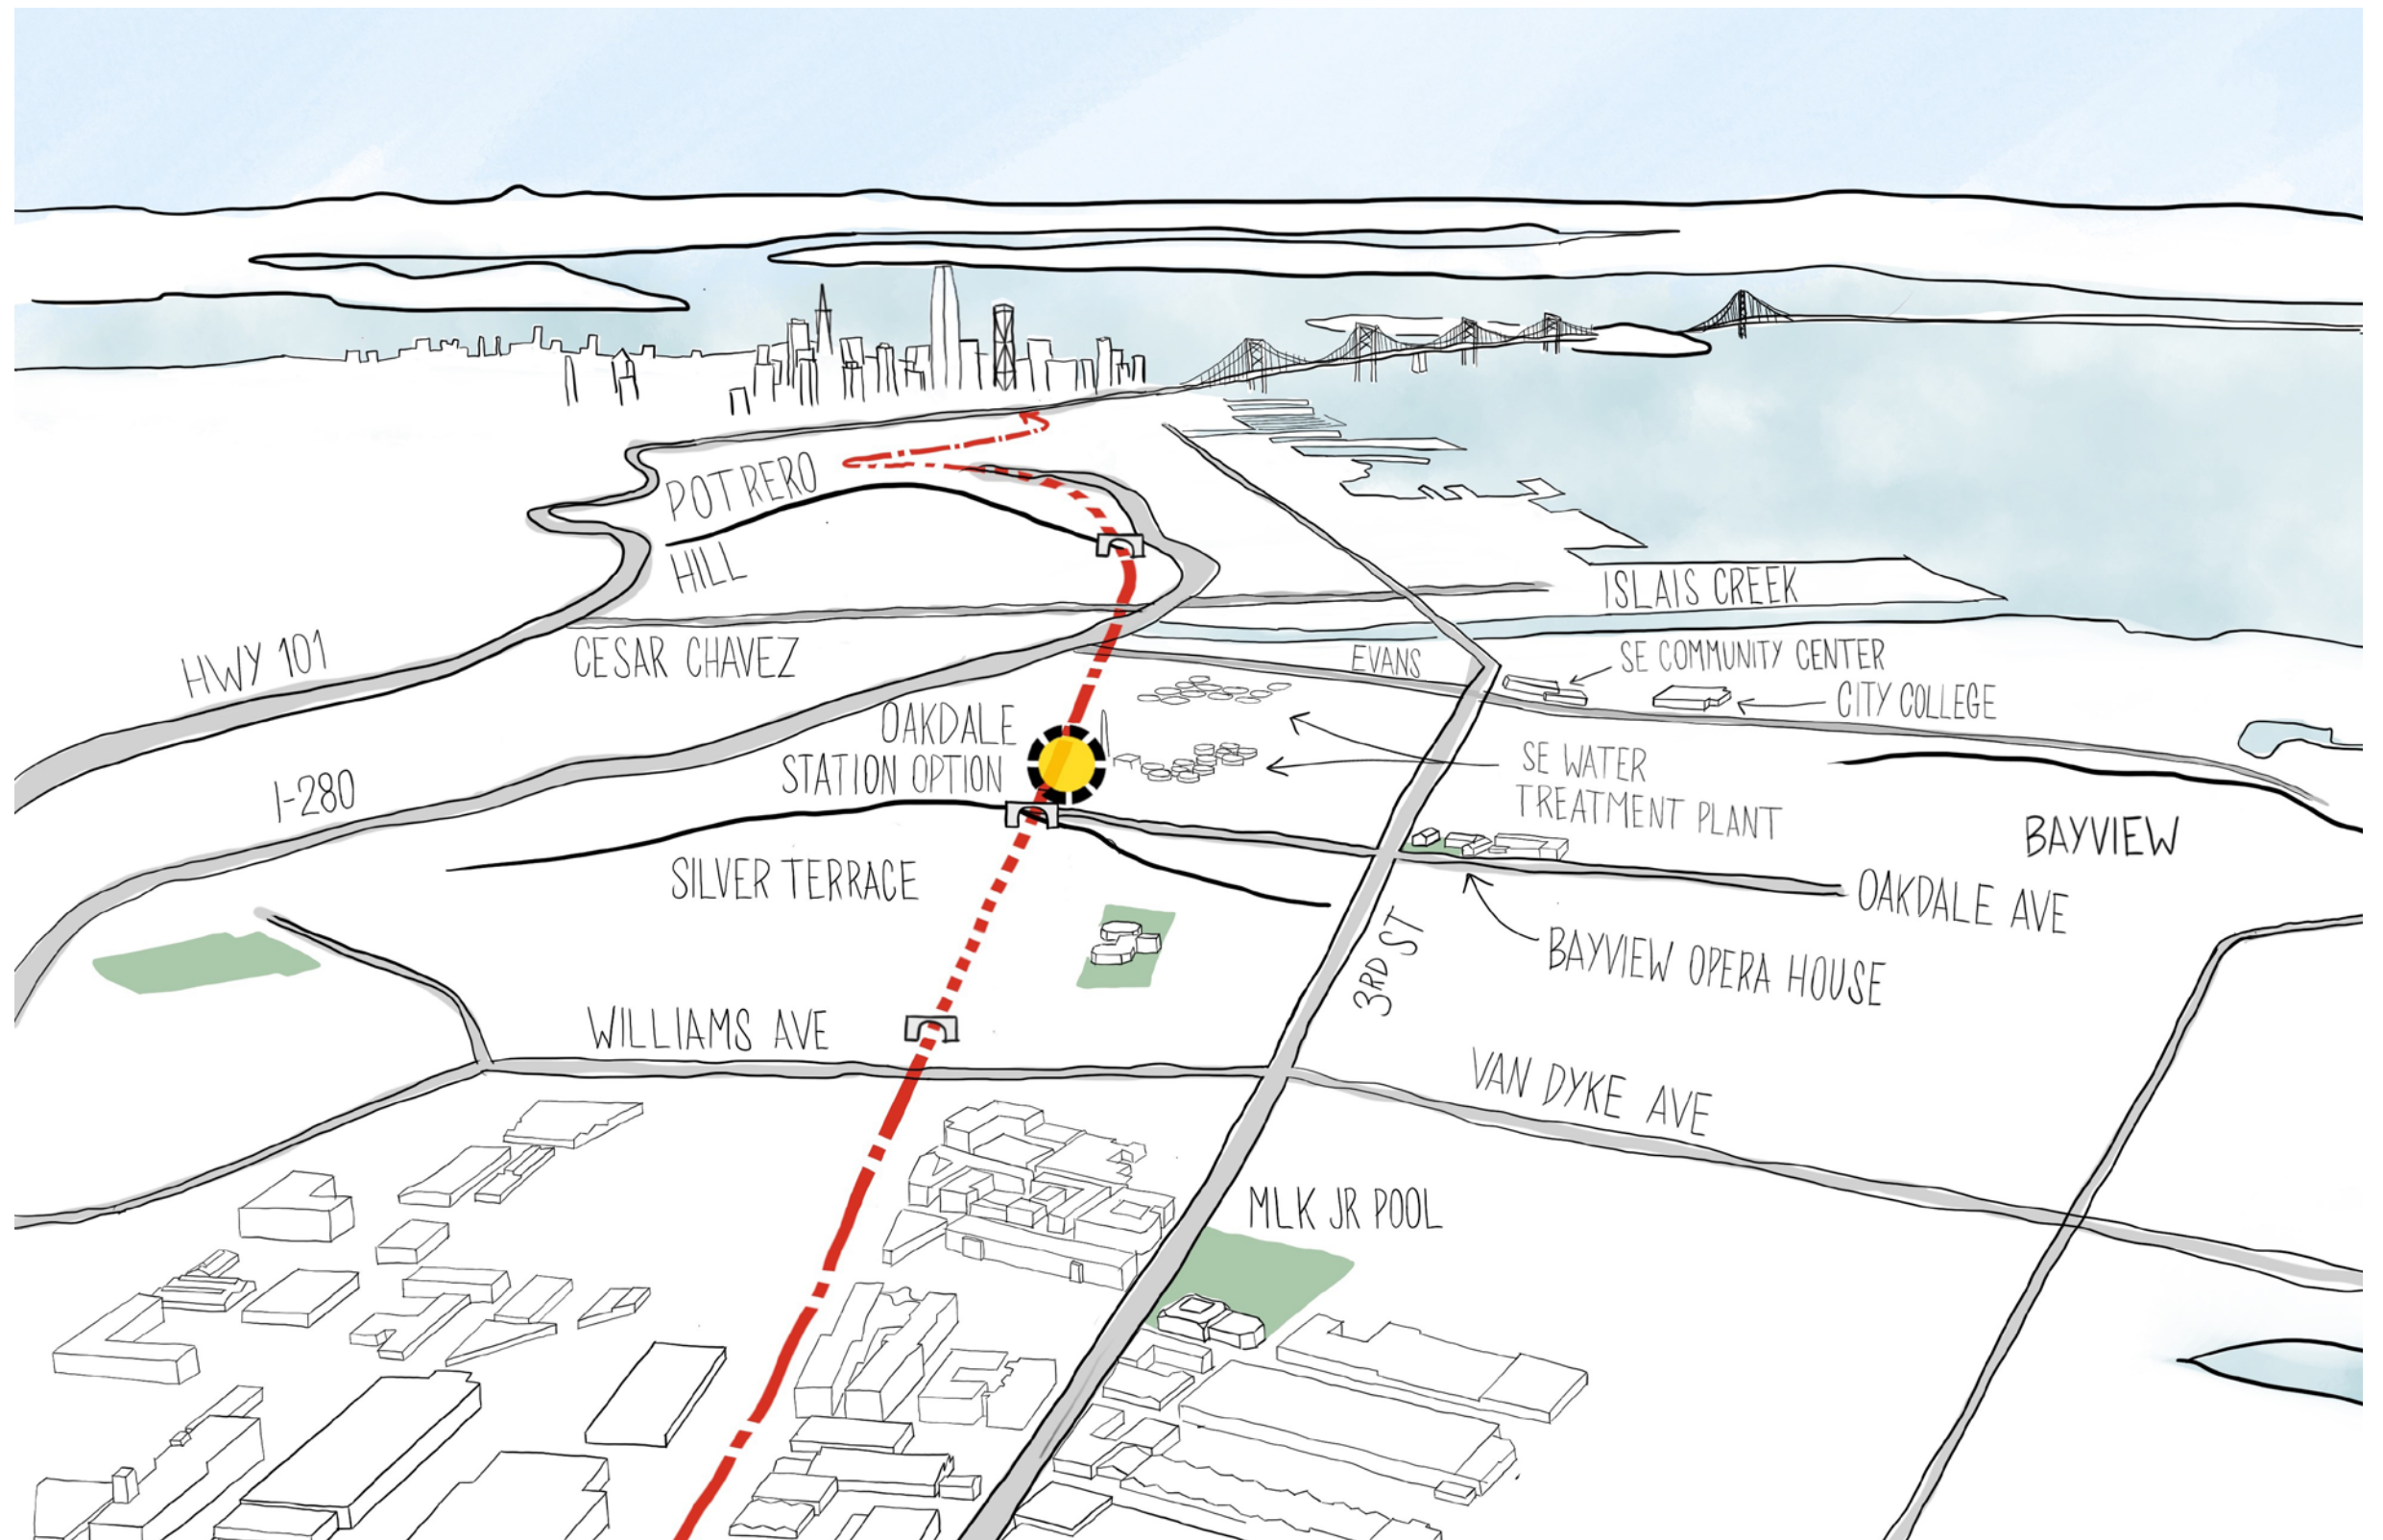 POTRERO
HILL
ISLAIS CREEK
HWY 101
CESAR CHAVEZ
EVANS
SE COMMUNITY CENTER
CITY COLLEGE
OAKDALE
STATION OPTION
I-280
SE WATER
TREATMENT PLANT
BAYVIEW
SILVER TERRACE
OAKDALE AVE
3RD ST
BAYVIEW OPERA HOUSE
WILLIAMS AVE
VAN DYKE AVE
MLK JR POOL